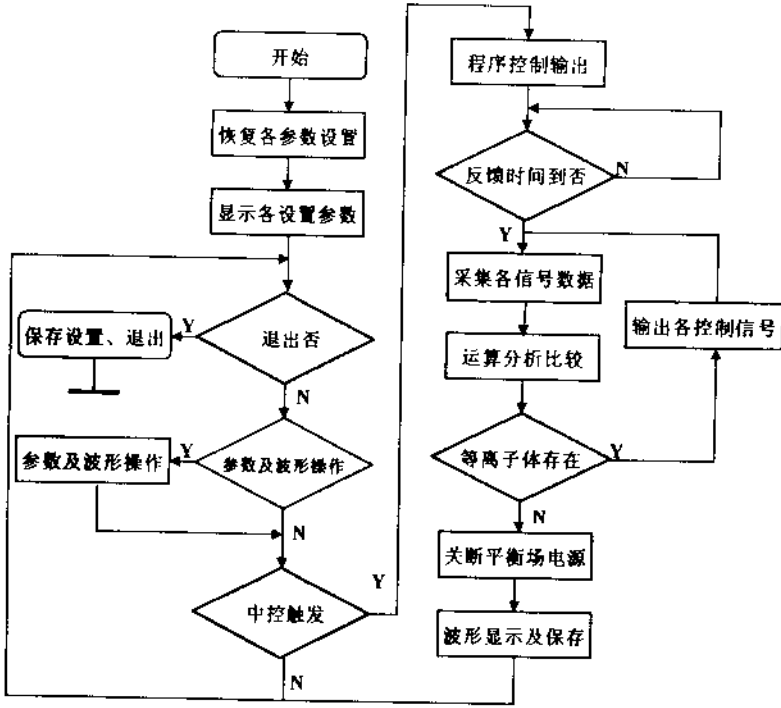 开始
恢复各参数设置
显示各设置参数
退出否
Y
保存设置、退出
N
参数及波形操作
Y
参数及波形操作
N
中控触发
Y
N
程序控制输出
反馈时间到否
N
Y
采集各信号数据
输出各控制信号
运算分析比较
等离子体存在
Y
N
关断平衡场电源
波形显示及保存